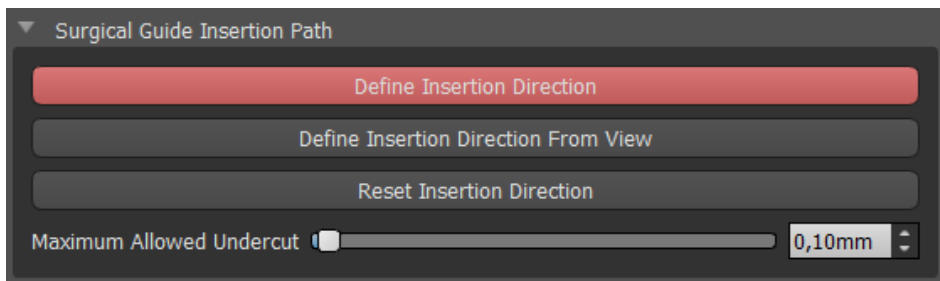 Surgical Guide Insertion Path
Define Insertion Direction
Define Insertion Direction From View
Reset Insertion Direction
Maximum Allowed Undercut 0,10mm